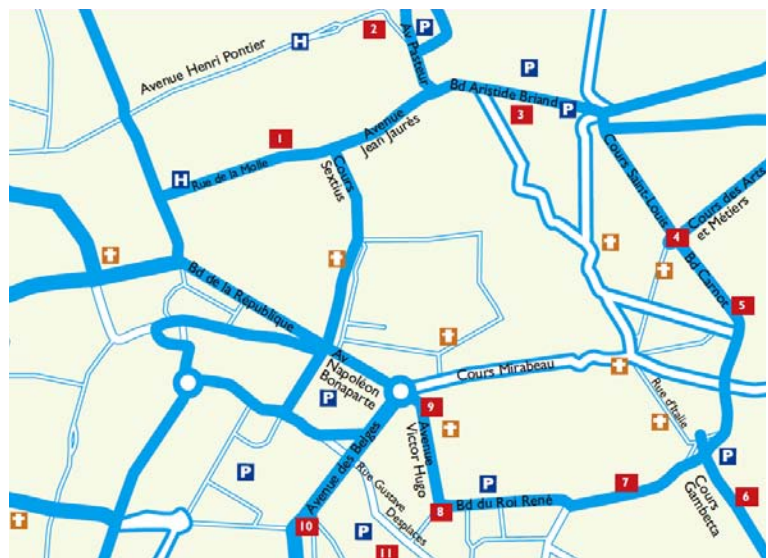 2
P
H
Av Pasteur
Avenue Henri Pontier
P
Bd Aristide Briand
P
3
1
Avenue
Jean Jaurès
H
Rue de la Molle
Cours
Sextius
Cours Saint-Louis
Cours des Arts
et Métiers
4
Bd de la République
Bd Carnor
5
Av
Napoléon
Bonaparte
Cours Mirabeau
P
9
Rue d'Italie
Avenue
Victor Hugo
Avenue des Belges
P
Rue Gustave
Desplaces
P
7
P
Cours
Gambetta
6
8
Bd du Roi René
10
P
11